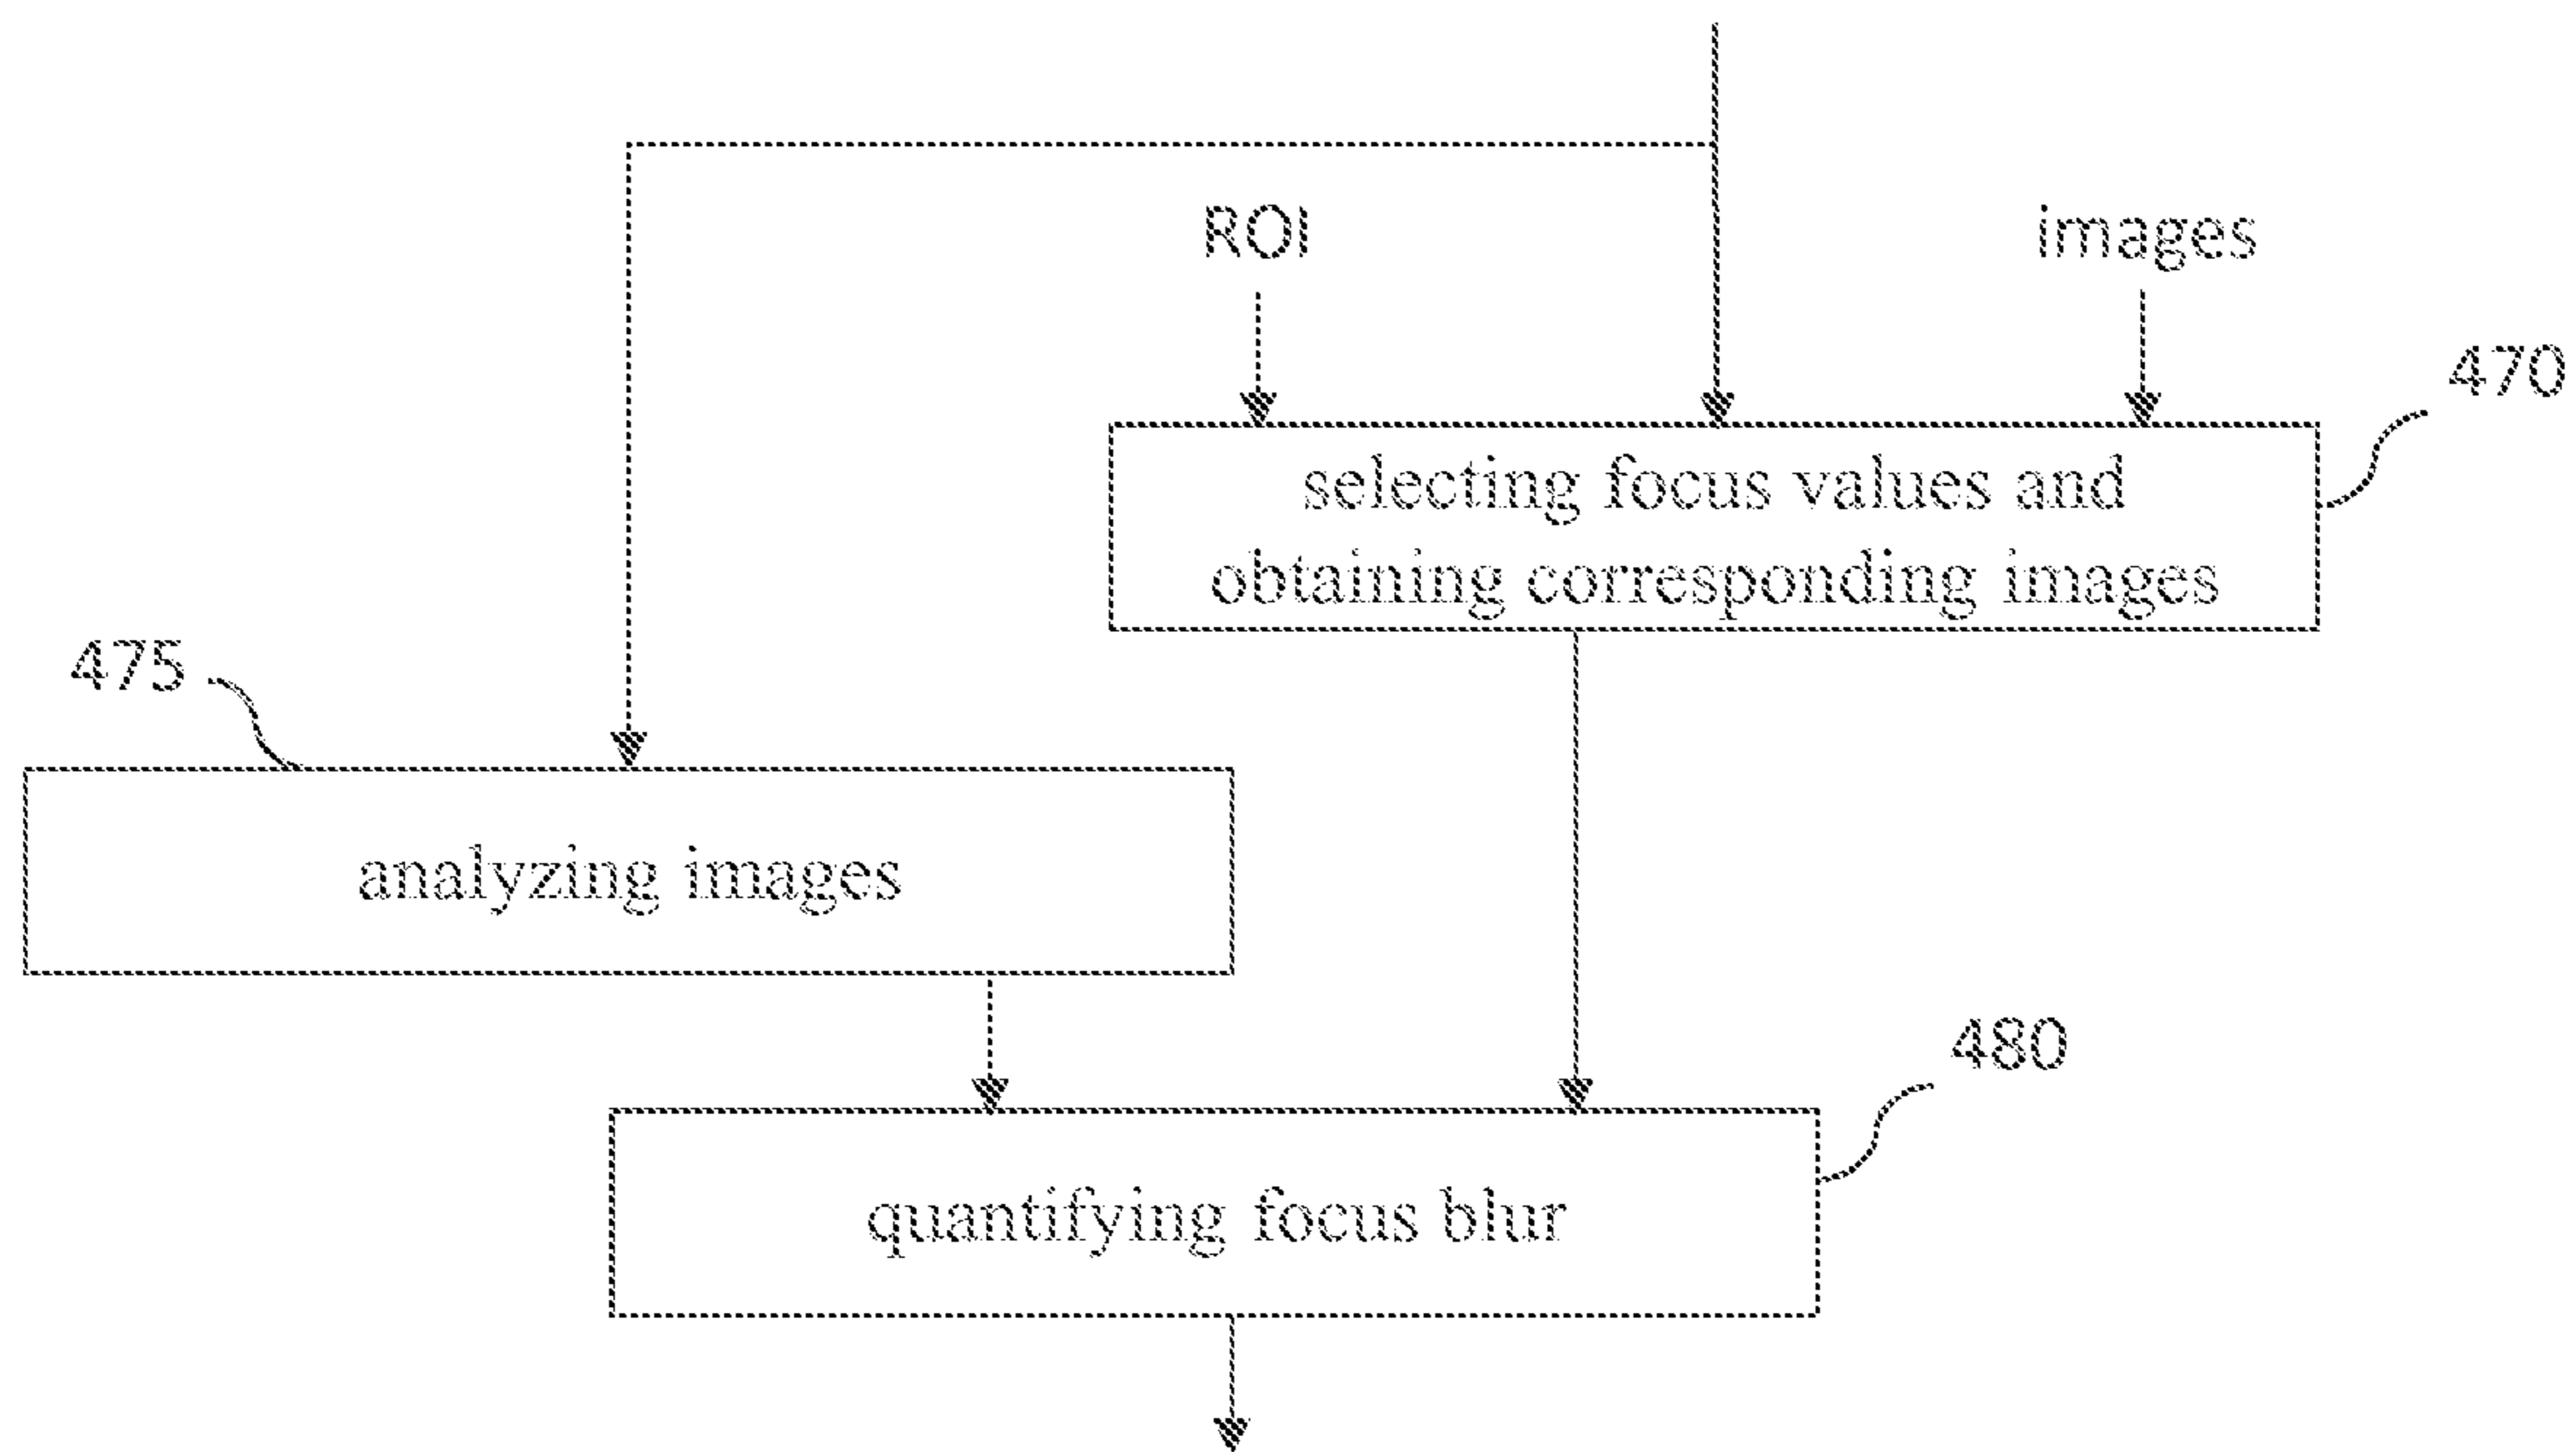 ROI
images
470
selecting focus values and
obtaining corresponding images
475
analyzing images
480
quantifying focus blur